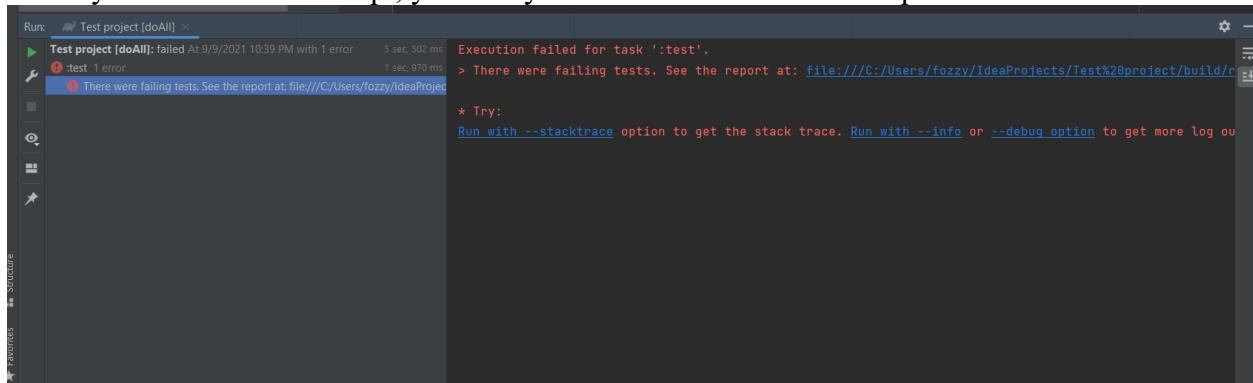 Run: Test project [doAll] ×
Test project [doAll]: failed At 9/9/2021 10:39 PM with 1 error 5 sec, 502 ms
:test 1 error 1 sec, 970 ms
There were failing tests. See the report at: file:///C:/Users/fozzy/IdeaProjec
Execution failed for task ':test'.
> There were failing tests. See the report at: file:///C:/Users/fozzy/IdeaProjects/Test%20project/build/r
* Try:
Run with --stacktrace option to get the stack trace. Run with --info or --debug option to get more log ou
Structure
Favorites